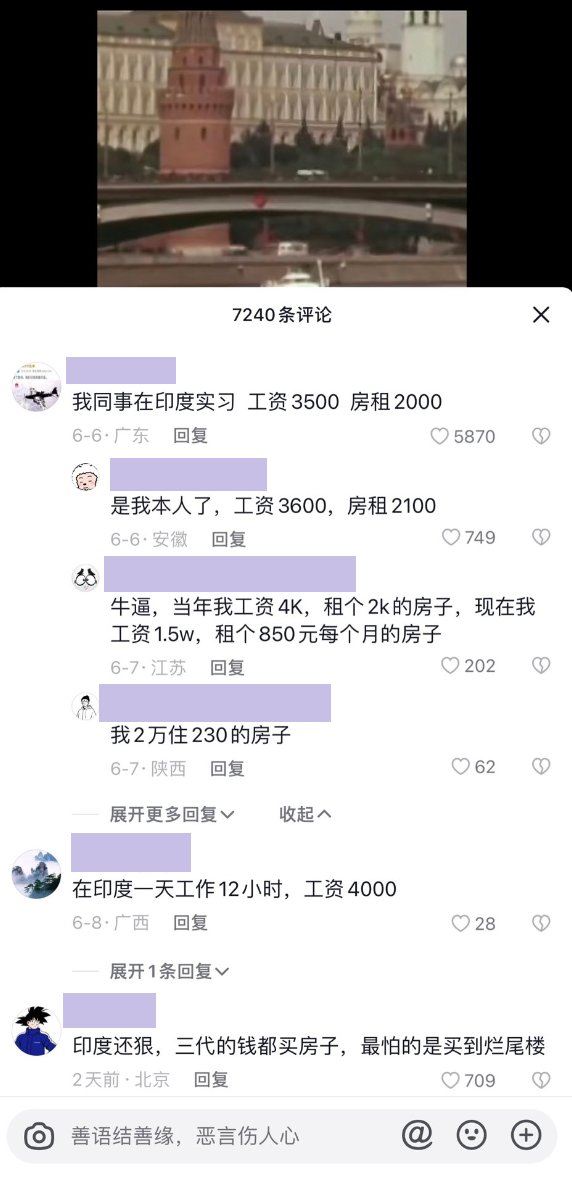 7240条评论
我同事在印度实习 工资3500 房租2000
6-6·广东 回复
5870
是我本人了，工资3600，房租2100
6-6·安徽 回复
749
牛逼，当年我工资4K，租个2k的房子，现在我
工资1.5w，租个850元每个月的房子
6-7·江苏 回复
202
我2万住230的房子
6-7·陕西 回复
62
展开更多回复 收起
在印度一天工作12小时，工资4000
6-8·广西 回复
28
展开1条回复
印度还狠，三代的钱都买房子，最怕的是买到烂尾楼
2天前·北京 回复
709
善语结善缘，恶言伤人心